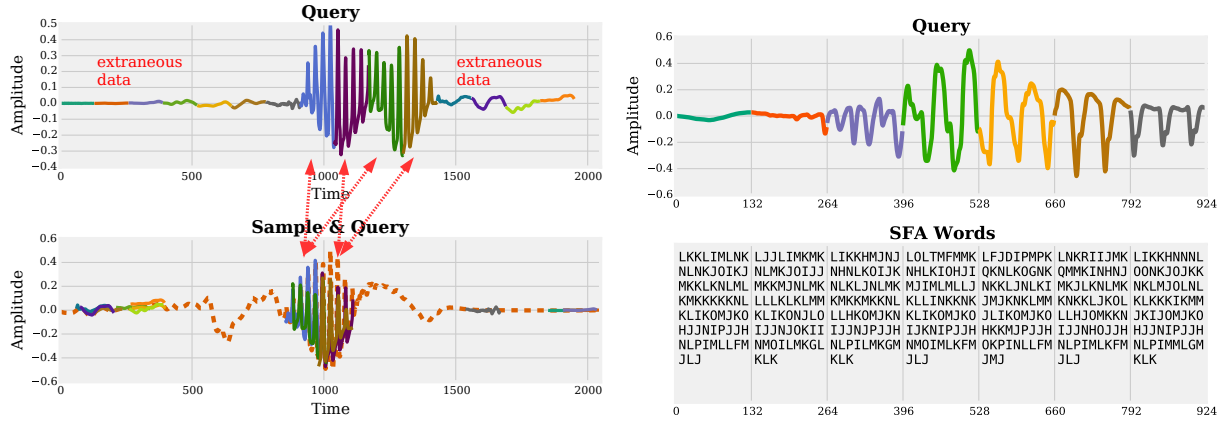 Query
Amplitude
0.5
0.4
0.3
0.2
0.1
0.0
−0.1
−0.2
−0.3
−0.4
extraneous
data
extraneous
data
0
500
1000
1500
2000
Time
Sample & Query
Amplitude
0.6
0.4
0.2
0.0
−0.2
−0.4
−0.6
0
500
1000
1500
2000
Time
Query
Amplitude
0.6
0.4
0.2
0.0
−0.2
−0.4
−0.6
0
132
264
396
528
660
792
924
SFA Words
LKKLIMLNK LJJLIMKMK LIKKHMJNJ LOLTMFMMK LFJDIPMPK LNKRIIJMK LIKKHNNNL
NLNKJOIKJ NLMKJOIJJ NHNLKOIJK NHLKIOHJI QKNLKOGNK QMMKINHNJ OONKJOJKK
MKKLKNLML MKKMJNLMK NLKLJNLMK MJIMLMLLJ NKKLJNLKI MKJLKNLMK NKLMJOLNL
KMKKKKKNL LLLKLKLMM KMKKMKKNL KLLINKKNK JMJKNKLMM KNKKLJKOL KLKKKIKMM
KLIKOMJKO KLIKONJLO LLHKOMJKN KLIKOMJKO JLIKOMJKO LLHJOMKKN JKIJOMJKO
HJJNIPJJH IJJNJOKII IJJNJPJJH IJKNIPJJH HKKMJPJJH IJJNHOJJH HJJNIPJJH
NLPIMLLFM NMOILMKGL NLPILMKGM NMOIMLKFM OKPINLLFM NLPIMLKFM NLPIMMLGM
JLJ KLK KLK JLJ JMJ JLJ KLK
0
132
264
396
528
660
792
924